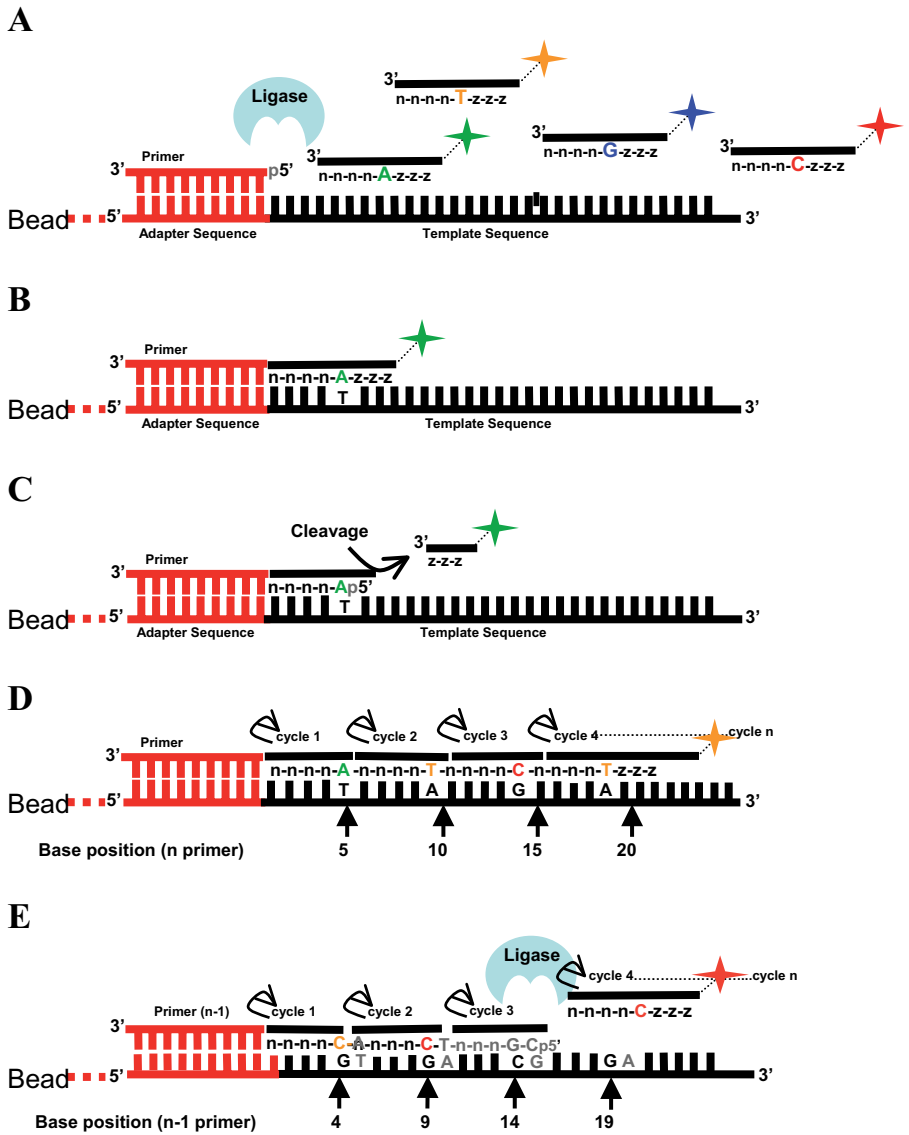 A
3’
n-n-n-n-T-z-z-z
Ligase
3’
n-n-n-n-G-z-z-z
3’
n-n-n-n-C-z-z-z
3’ Primer p5’ 3’
n-n-n-n-A-z-z-z
Bead 5’ 3’
Adapter Sequence Template Sequence
B
3’ Primer
n-n-n-n-A-z-z-z
T
Bead 5’ 3’
Adapter Sequence Template Sequence
C
Cleavage 3’
z-z-z
3’ Primer
n-n-n-n-Ap5’
T
Bead 5’ 3’
Adapter Sequence Template Sequence
D
cycle 1 cycle 2 cycle 3 cycle 4 cycle n
3’ Primer
n-n-n-n-A-n-n-n-n-T-n-n-n-n-C-n-n-n-n-T-z-z-z
T A G A
Bead 5’ 3’
Base position (n primer) 5 10 15 20
E
Ligase
cycle 4 cycle n
n-n-n-n-C-z-z-z
cycle 1 cycle 2 cycle 3
3’ Primer (n-1)
n-n-n-n-C-A-n-n-n-C-T-n-n-n-G-Cp5’
G T G A C G G A
Bead 5’ 3’
Base position (n-1 primer) 4 9 14 19